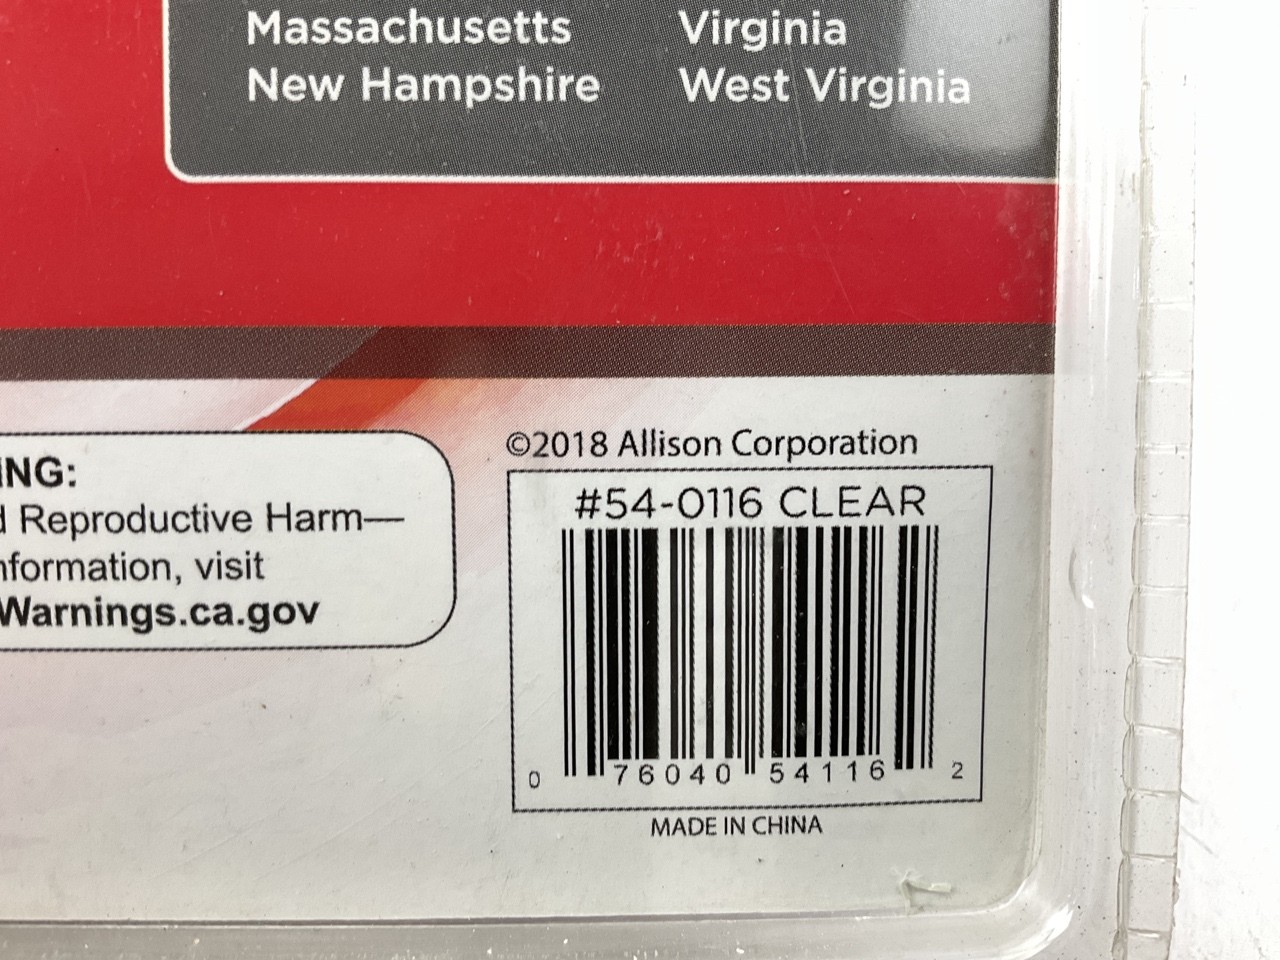 Massachusetts
New Hampshire
Virginia
West Virginia
ING:
d Reproductive Harm—
nformation, visit
Warnings.ca.gov
©2018 Allison Corporation
#54-0116 CLEAR
0 76040 54116 2
MADE IN CHINA